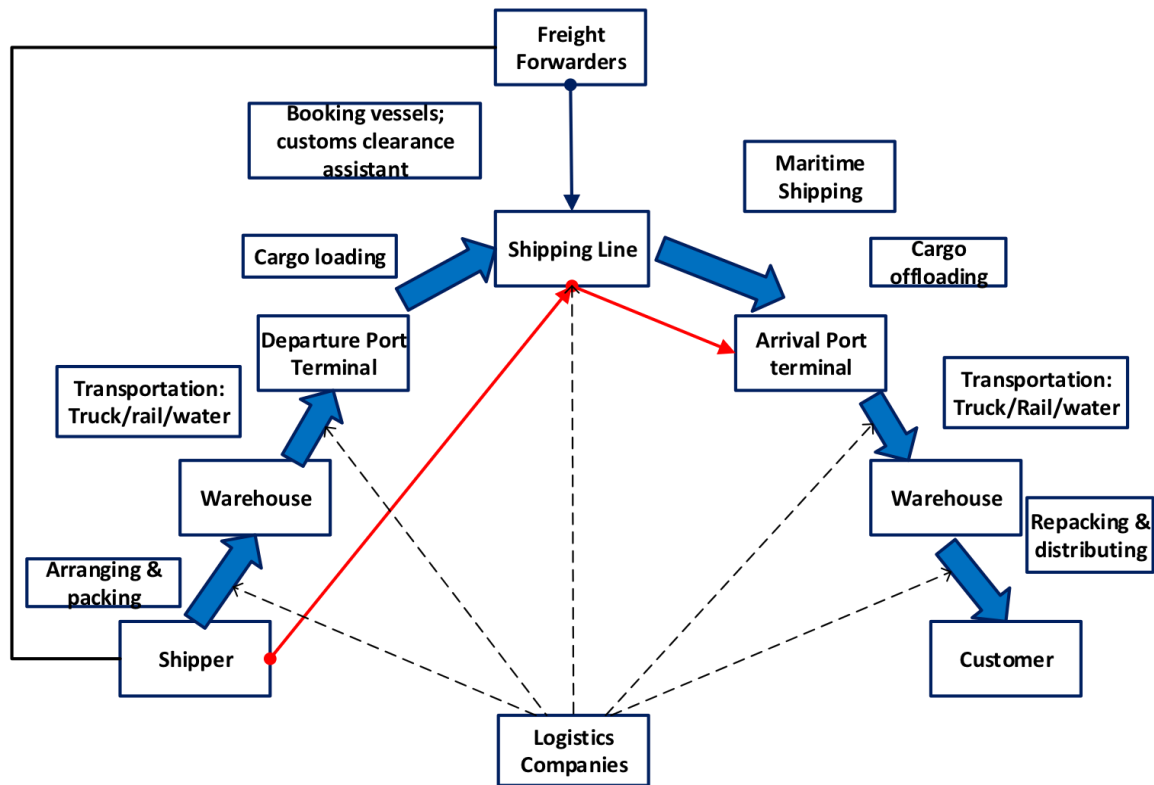 Freight
Forwarders
Booking vessels;
customs clearance
assistant
Maritime
Shipping
Cargo loading
Shipping Line
Cargo
offloading
Departure Port
Terminal
Arrival Port
terminal
Transportation:
Truck/rail/water
Transportation:
Truck/Rail/water
Warehouse
Warehouse
Repacking &
distributing
Arranging &
packing
Shipper
Customer
Logistics
Companies